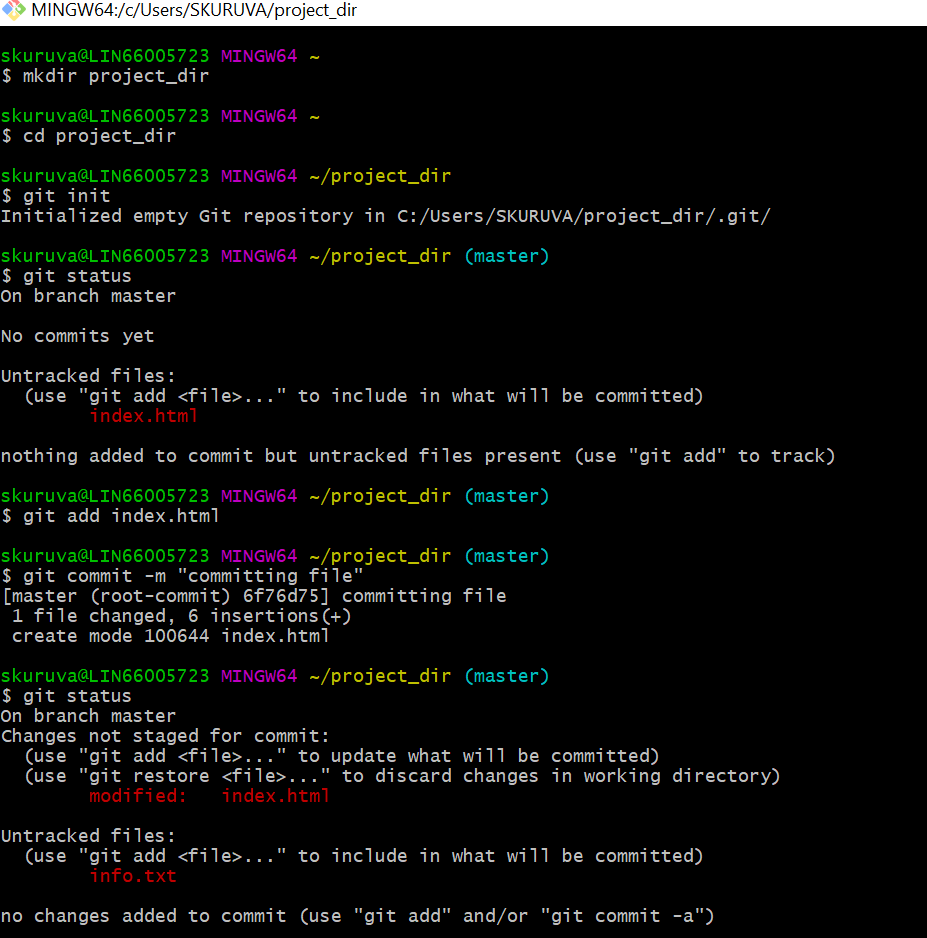 MINGW64:/c/Users/SKURUVA/project_dir
skuruva@LIN66005723 MINGW64 ~
$ mkdir project_dir
skuruva@LIN66005723 MINGW64 ~
$ cd project_dir
skuruva@LIN66005723 MINGW64 ~/project_dir
$ git init
Initialized empty Git repository in C:/Users/SKURUVA/project_dir/.git/
skuruva@LIN66005723 MINGW64 ~/project_dir (master)
$ git status
On branch master
No commits yet
Untracked files:
  (use "git add <file>..." to include in what will be committed)
        index.html
nothing added to commit but untracked files present (use "git add" to track)
skuruva@LIN66005723 MINGW64 ~/project_dir (master)
$ git add index.html
skuruva@LIN66005723 MINGW64 ~/project_dir (master)
$ git commit -m "committing file"
[master (root-commit) 6f76d75] committing file
 1 file changed, 6 insertions(+)
 create mode 100644 index.html
skuruva@LIN66005723 MINGW64 ~/project_dir (master)
$ git status
On branch master
Changes not staged for commit:
  (use "git add <file>..." to update what will be committed)
  (use "git restore <file>..." to discard changes in working directory)
        modified:   index.html
Untracked files:
  (use "git add <file>..." to include in what will be committed)
        info.txt
no changes added to commit (use "git add" and/or "git commit -a")